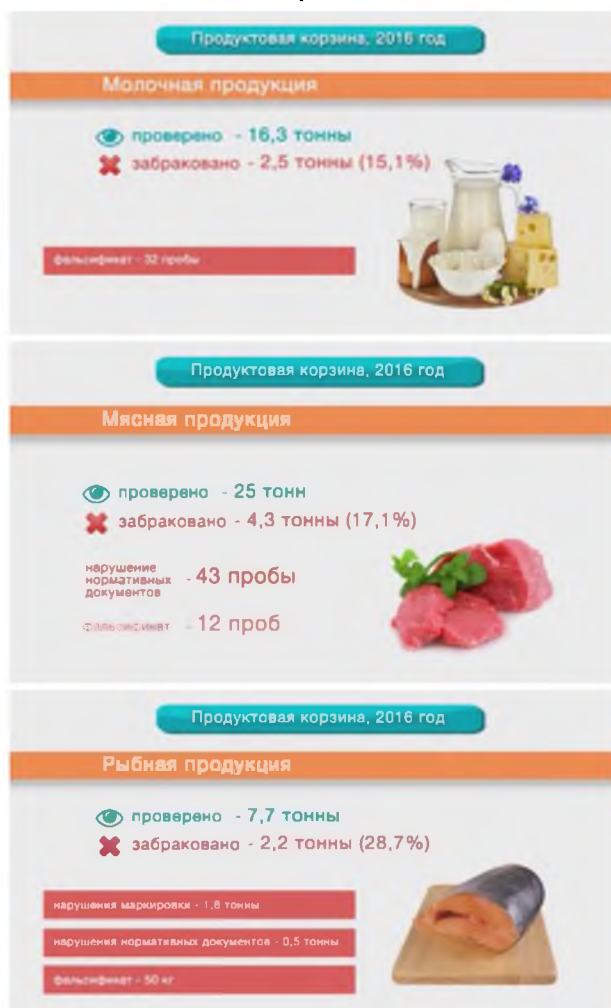 Продуктовая корзина, 2016 год
Молочная продукция
проверено - 16,3 тонны
забраковано - 2,5 тонны (15,1%)
фальсификат - 32 пробы
Продуктовая корзина, 2016 год
Мясная продукция
проверено - 25 тонн
забраковано - 4,3 тонны (17,1%)
нарушение
нормативных - 43 пробы
документов
фальсификат - 12 проб
Продуктовая корзина, 2016 год
Рыбная продукция
проверено - 7,7 тонны
забраковано - 2,2 тонны (28,7%)
нарушения маркировки - 1,6 тонны
нарушения нормативных документов - 0,5 тонны
фальсификат - 50 кг